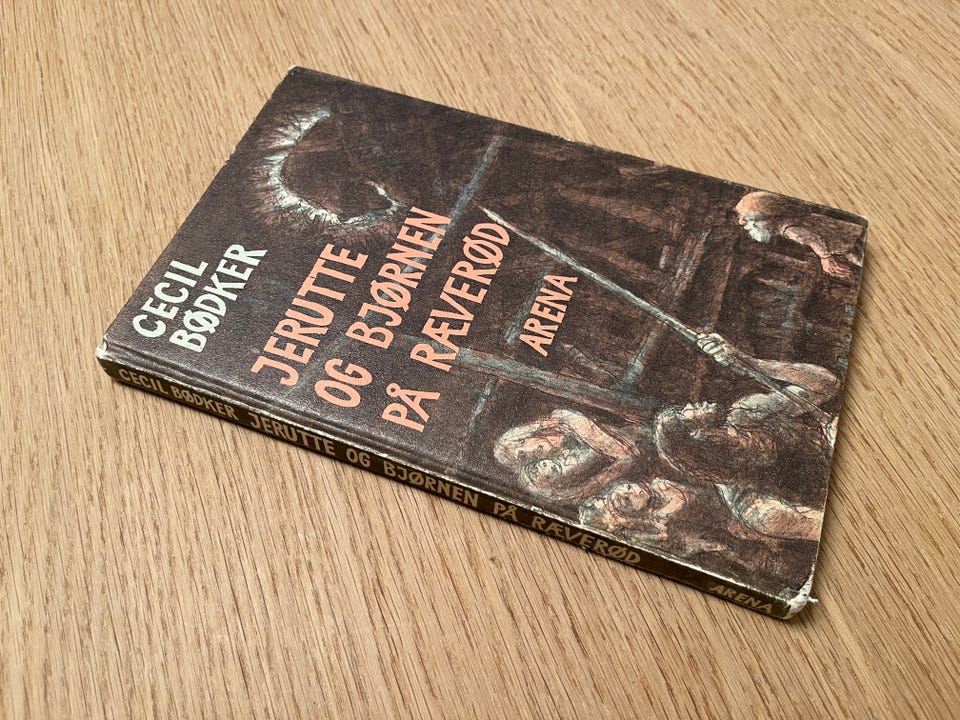 CECIL
BØDKER
JERUTTE
OG BJØRNEN
PÅ RÆVERØD
ARENA
CECIL BØDKER JERUTTE OG BJØRNEN PÅ RÆVERØD ARENA